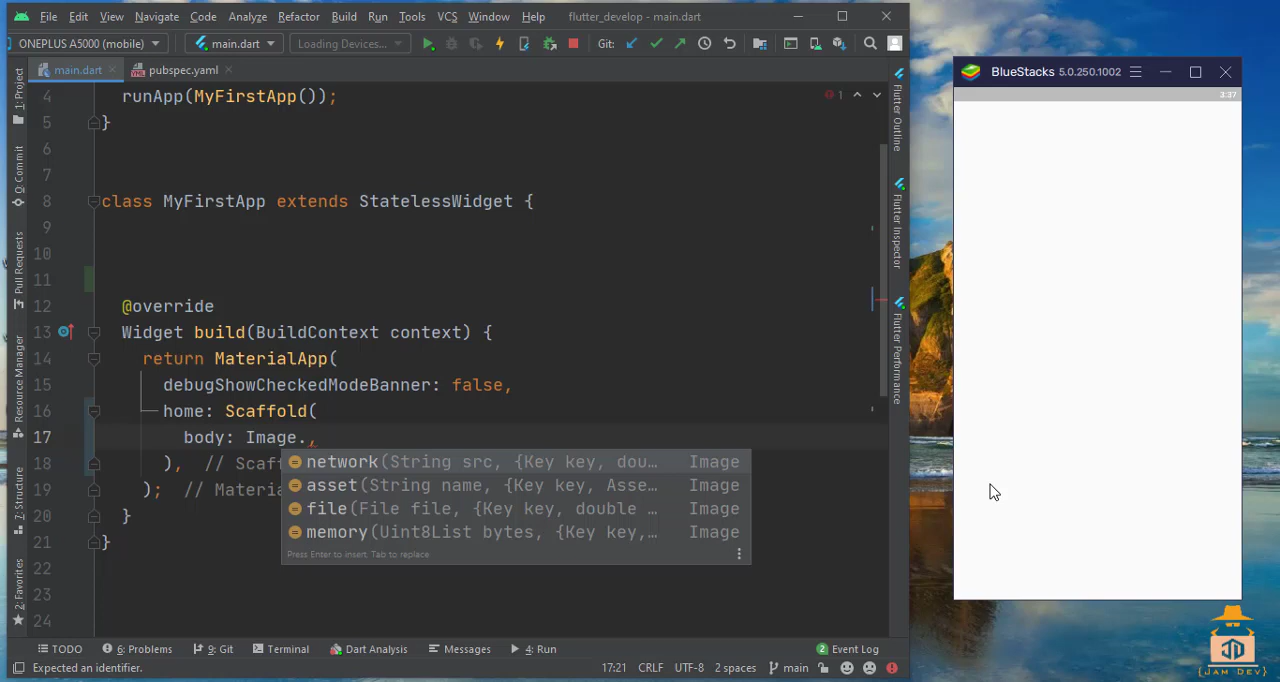 File Edit View Navigate Code Analyze Refactor Build Run Tools VCS Window Help flutter_develop - main.dart
ONEPLUS A5000 (mobile) main.dart Loading Devices... Git:
main.dart pubspec.yaml
4 runApp(MyFirstApp());
5 }
6
7
8 class MyFirstApp extends StatelessWidget {
9
10
11
12 @override
13 Widget build(BuildContext context) {
14 return MaterialApp(
15 debugShowCheckedModeBanner: false,
16 home: Scaffold(
17 body: Image.,
18 ), // Scaff
19 ); // Materia
20 }
21 }
22
23
24
network(String src, {Key key, dou... Image
asset(String name, {Key key, Asse... Image
file(File file, {Key key, double ... Image
memory(Uint8List bytes, {Key key,... Image
Press Enter to insert, Tab to replace
1
1: Project
0: Commit
Pull Requests
Resource Manager
7: Structure
2: Favorites
Flutter Outline
Flutter Inspector
Flutter Performance
TODO 6: Problems 9: Git Terminal Dart Analysis Messages 4: Run 2 Event Log
Expected an identifier. 17:21 CRLF UTF-8 2 spaces main
BlueStacks 5.0.250.1002
3:37
JD
{JAM DEV}